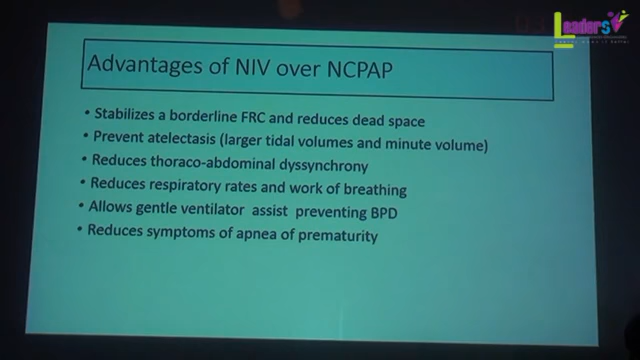 Leaders
Advantages of NIV over NCPAP
• Stabilizes a borderline FRC and reduces dead space
• Prevent atelectasis (larger tidal volumes and minute volume)
• Reduces thoraco-abdominal dyssynchrony
• Reduces respiratory rates and work of breathing
• Allows gentle ventilator assist preventing BPD
• Reduces symptoms of apnea of prematurity